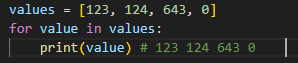 values = [123, 124, 643, 0]
for value in values:
    print(value) # 123 124 643 0